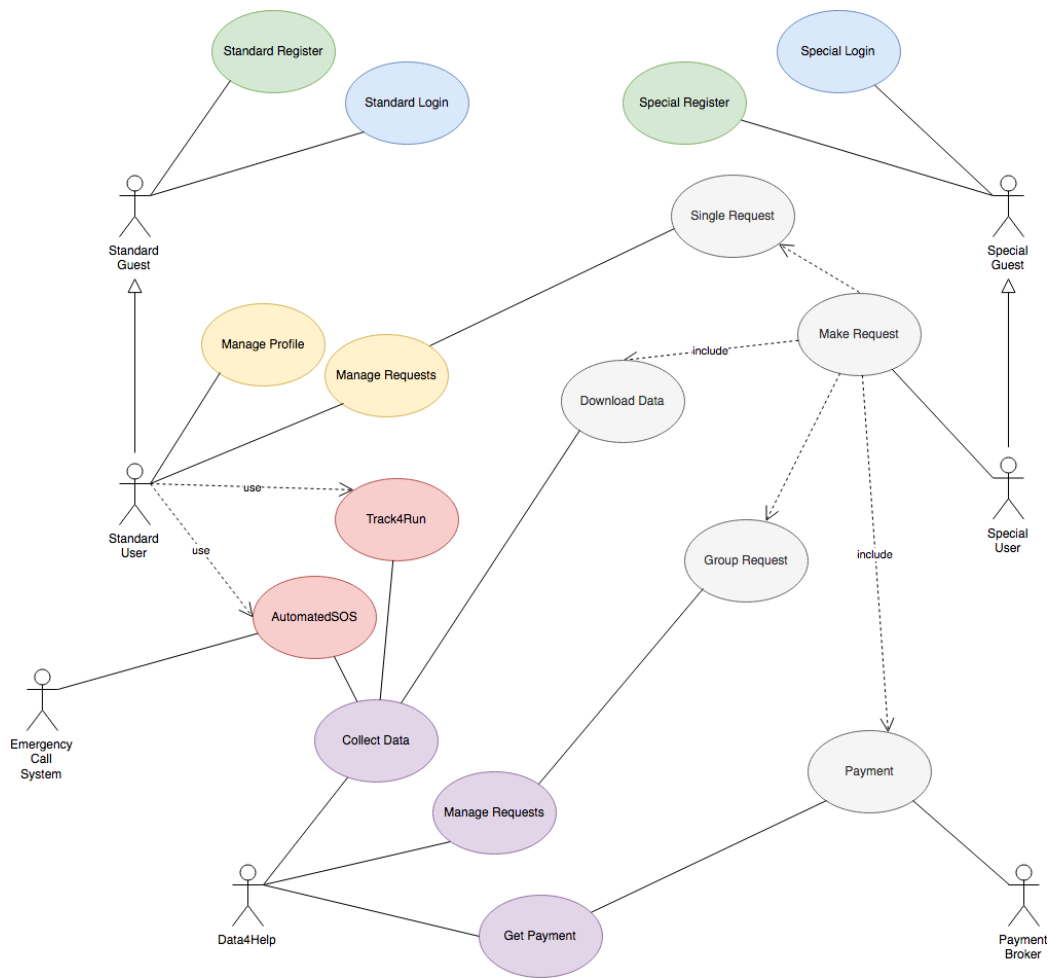 Standard Register
Special Login
Standard Login
Special Register
Single Request
Standard
Guest
Special
Guest
Manage Profile
Make Request
include
Manage Requests
Download Data
use
Track4Run
Standard
User
Special
User
use
include
Group Request
AutomatedSOS
Collect Data
Emergency
Call
System
Payment
Manage Requests
Data4Help
Get Payment
Payment
Broker